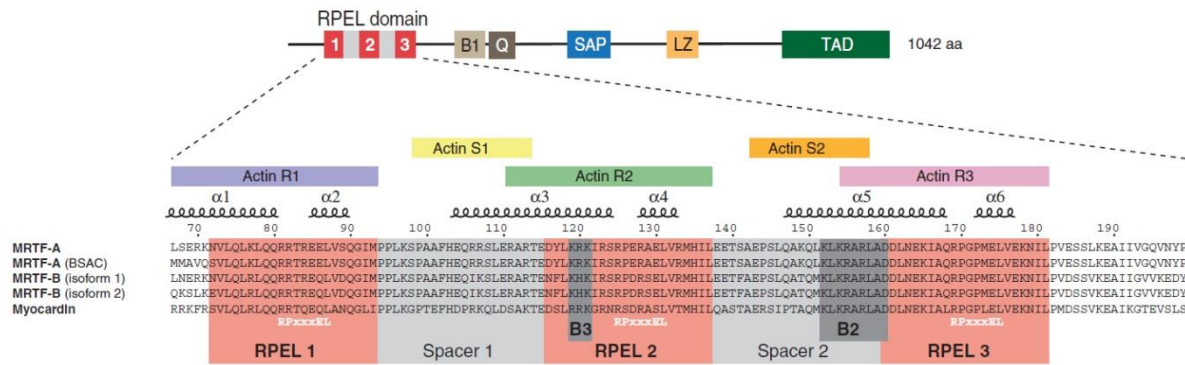 RPEL domain
1 2 3 B1 Q SAP LZ TAD 1042 aa
Actin S1 Actin S2
Actin R1 Actin R2 Actin R3
α1 α2 α3 α4 α5 α6
70 80 90 100 110 120 130 140 150 160 170 180 190
MRTF-A LSERKNVLQLKLQQRRTREELVSQGIMPPLKSPAAFHEQRRSLERARTEDYLKRKIRSRPERAELVRMHILEETSAEPSLQAKQLKLKRARLADDLNEKIAQRPGPMELVEKNILPVESSLKEAIIVGQVNYP
MRTF-A (BSAC) MMAVQSVLQLKLQQRRTREELVSQGIMPPLKSPAAFHEQRRSLERARTEDYLKRKIRSRPERAELVRMHILEETSAEPSLQAKQLKLKRARLADDLNEKIAQRPGPMELVEKNILPVESSLKEAIIVGQVNYP
MRTF-B (isoform 1)
MRTF-B (isoform 2)
Myocardin
RPxxxEL RPxxxEL RPxxxEL
B3 B2
RPEL 1 Spacer 1 RPEL 2 Spacer 2 RPEL 3